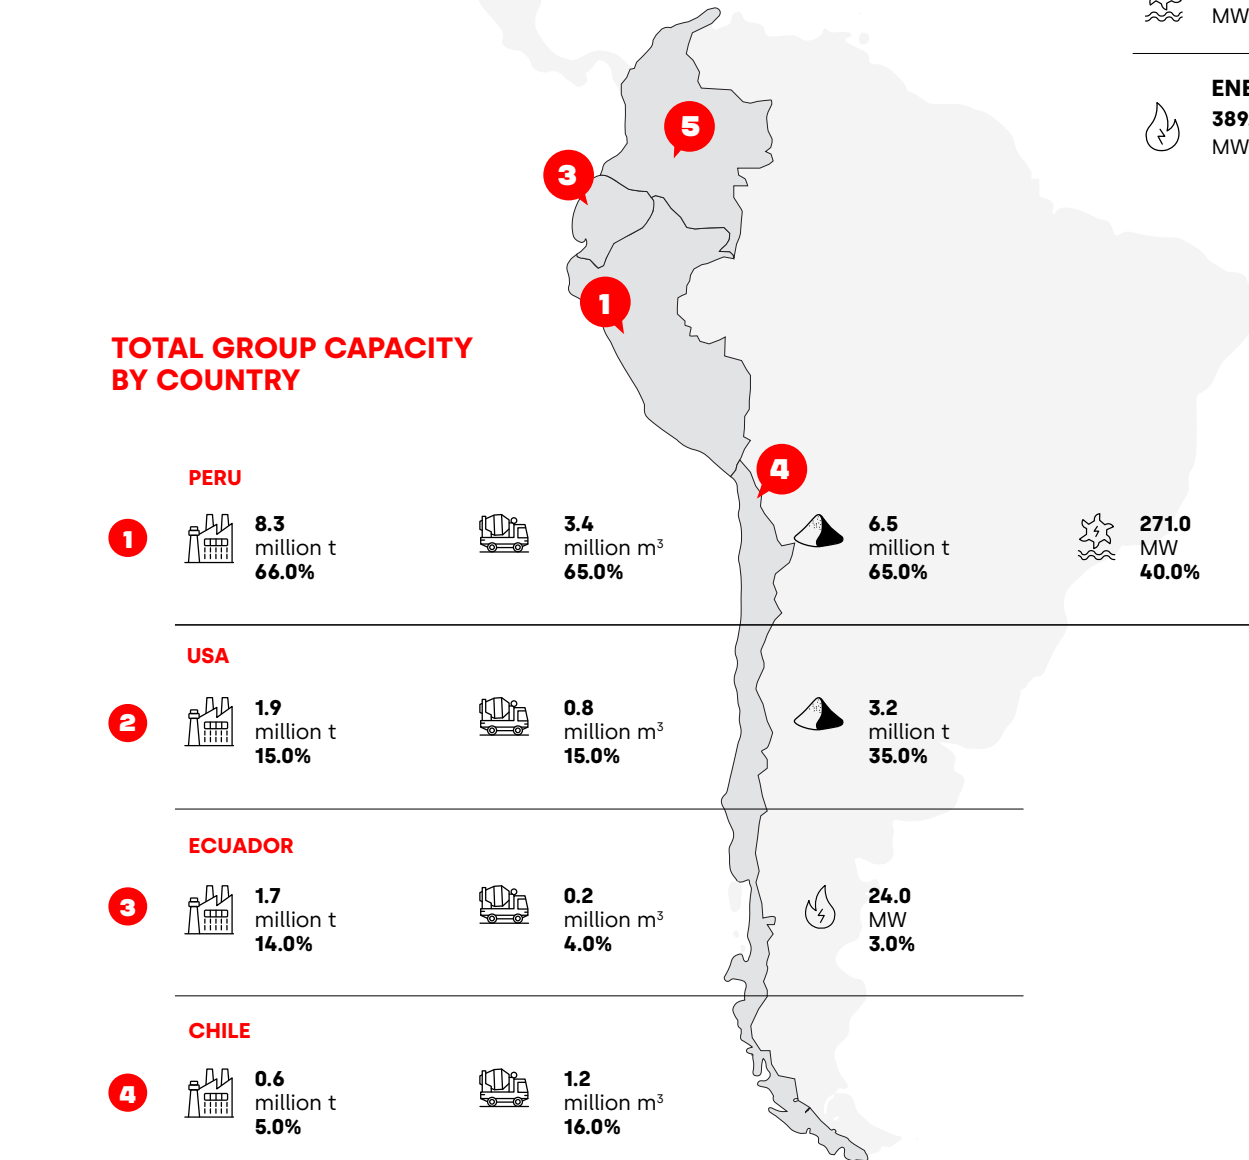 MW
389.
MW
5
3
1
TOTAL GROUP CAPACITY
BY COUNTRY
4
PERU
1
8.3
million t
66.0%
3.4
million m³
65.0%
6.5
million t
65.0%
271.0
MW
40.0%
USA
2
1.9
million t
15.0%
0.8
million m³
15.0%
3.2
million t
35.0%
ECUADOR
3
1.7
million t
14.0%
0.2
million m³
4.0%
24.0
MW
3.0%
CHILE
4
0.6
million t
5.0%
1.2
million m³
16.0%